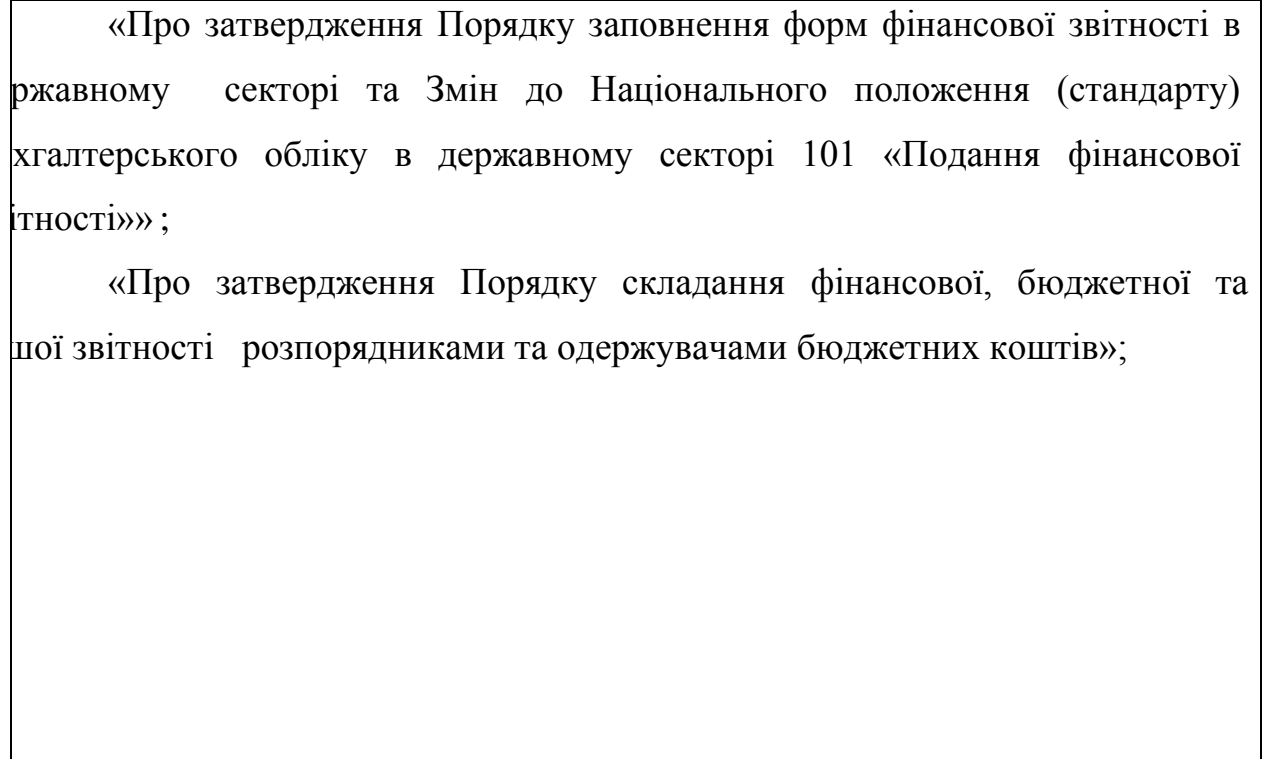 «Про затвердження Порядку заповнення форм фінансової звітності в
ржавному секторі та Змін до Національного положення (стандарту)
хгалтерського обліку в державному секторі 101 «Подання фінансової
ітності»» ;
«Про затвердження Порядку складання фінансової, бюджетної та
шої звітності розпорядниками та одержувачами бюджетних коштів»;